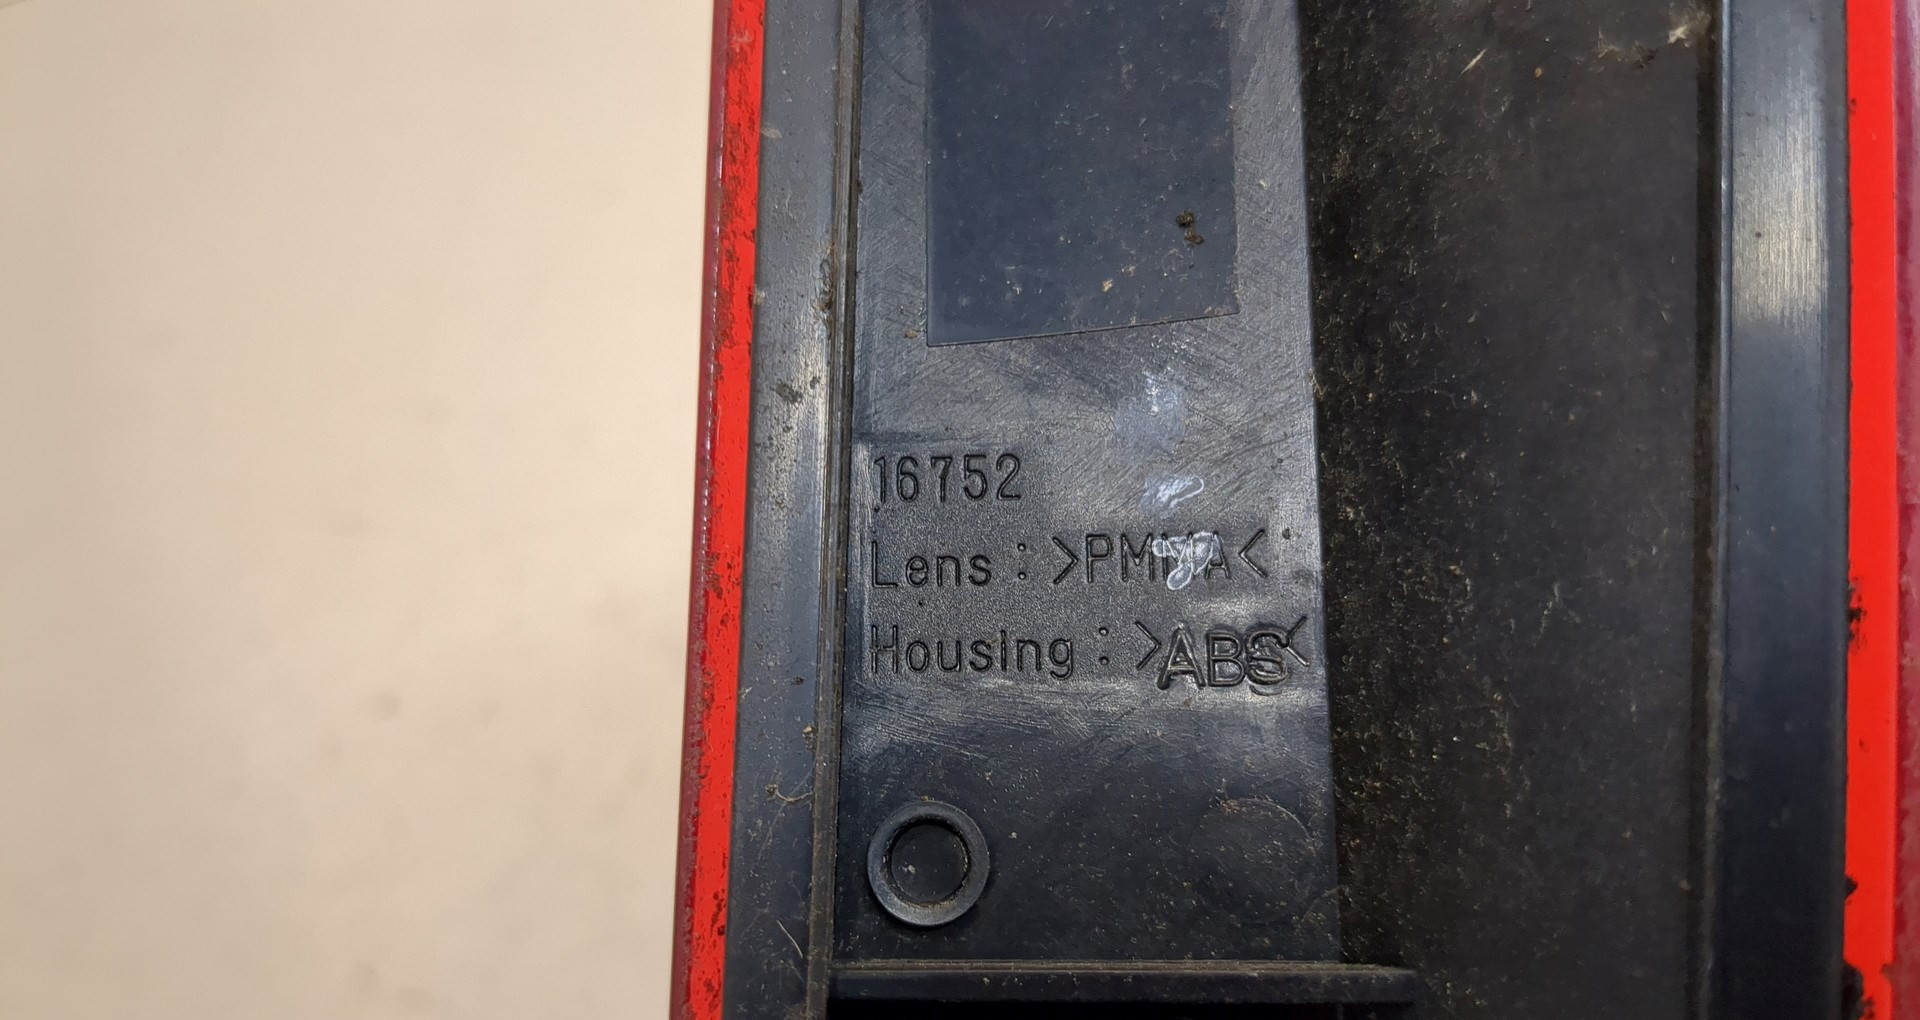 16752
Lens : >PMMA<
Housing : >ABS<